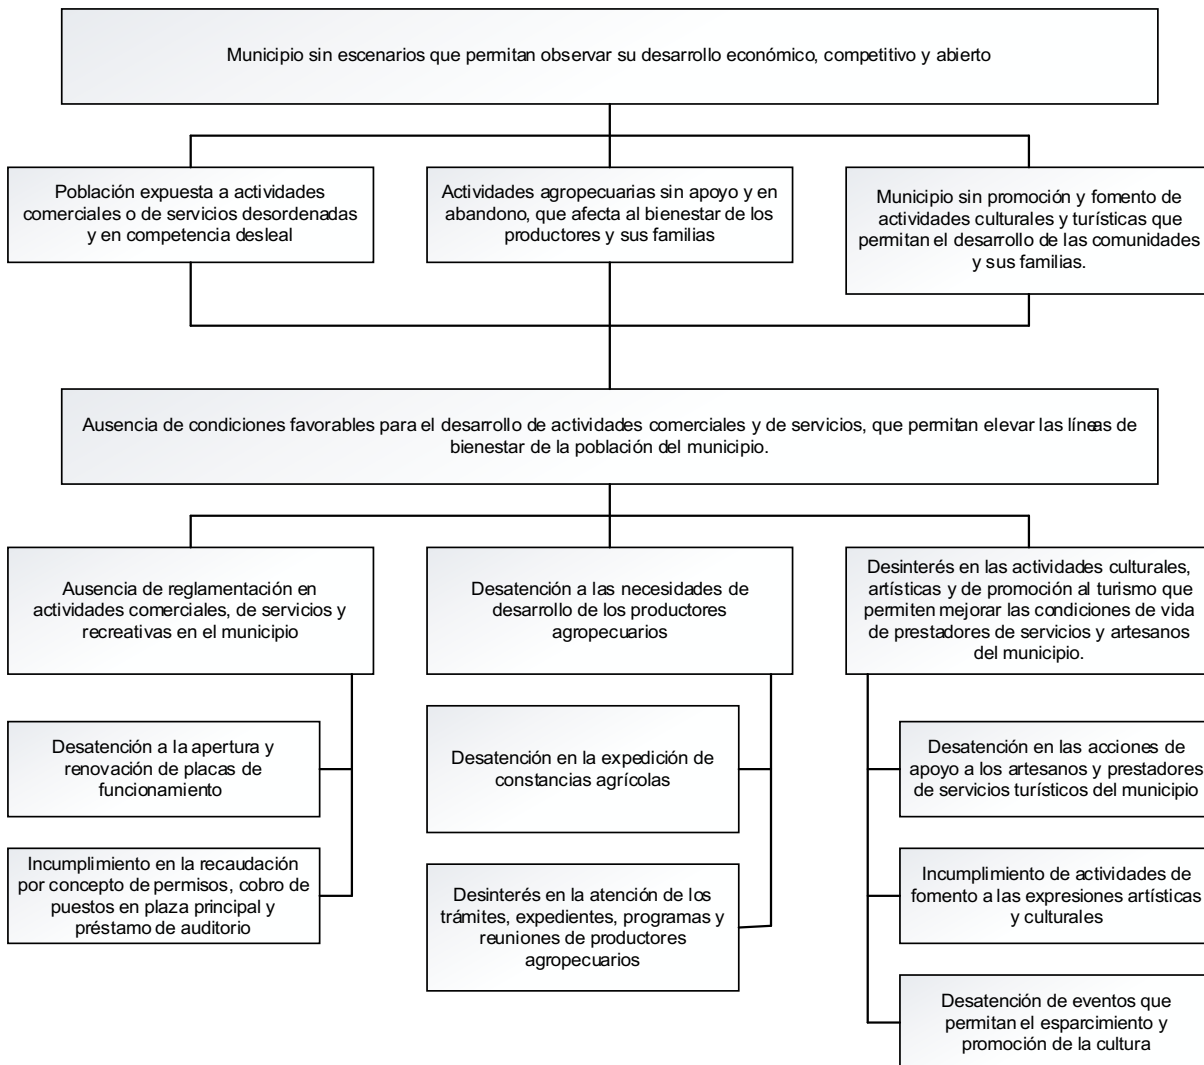 Municipio sin escenarios que permitan observar su desarrollo económico, competitivo y abierto
Población expuesta a actividades
comerciales o de servicios desordenadas
y en competencia desleal
Actividades agropecuarias sin apoyo y en
abandono, que afecta al bienestar de los
productores y sus familias
Municipio sin promoción y fomento de
actividades culturales y turísticas que
permitan el desarrollo de las comunidades
y sus familias.
Ausencia de condiciones favorables para el desarrollo de actividades comerciales y de servicios, que permitan elevar las líneas de
bienestar de la población del municipio.
Ausencia de reglamentación en
actividades comerciales, de servicios y
recreativas en el municipio
Desatención a las necesidades de
desarrollo de los productores
agropecuarios
Desinterés en las actividades culturales,
artísticas y de promoción al turismo que
permiten mejorar las condiciones de vida
de prestadores de servicios y artesanos
del municipio.
Desatención a la apertura y
renovación de placas de
funcionamiento
Incumplimiento en la recaudación
por concepto de permisos, cobro de
puestos en plaza principal y
préstamo de auditorio
Desatención en la expedición de
constancias agrícolas
Desinterés en la atención de los
trámites, expedientes, programas y
reuniones de productores
agropecuarios
Desatención en las acciones de
apoyo a los artesanos y prestadores
de servicios turísticos del municipio
Incumplimiento de actividades de
fomento a las expresiones artísticas
y culturales
Desatención de eventos que
permitan el esparcimiento y
promoción de la cultura